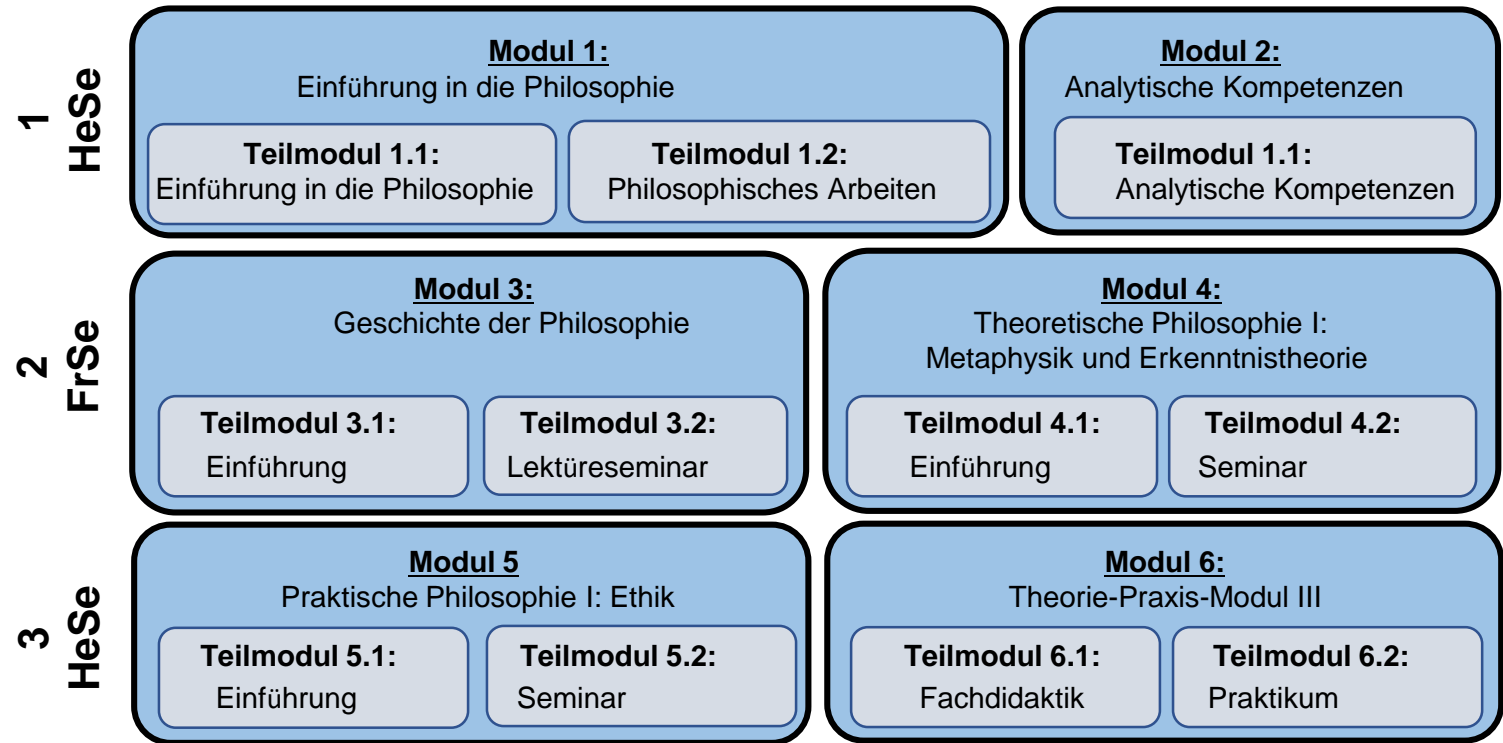 1
HeSe
Modul 1:
Einführung in die Philosophie
Teilmodul 1.1:
Einführung in die Philosophie
Teilmodul 1.2:
Philosophisches Arbeiten
Modul 2:
Analytische Kompetenzen
Teilmodul 1.1:
Analytische Kompetenzen
2
FrSe
Modul 3:
Geschichte der Philosophie
Teilmodul 3.1:
Einführung
Teilmodul 3.2:
Lektüreseminar
Modul 4:
Theoretische Philosophie I:
Metaphysik und Erkenntnistheorie
Teilmodul 4.1:
Einführung
Teilmodul 4.2:
Seminar
3
HeSe
Modul 5
Praktische Philosophie I: Ethik
Teilmodul 5.1:
Einführung
Teilmodul 5.2:
Seminar
Modul 6:
Theorie-Praxis-Modul III
Teilmodul 6.1:
Fachdidaktik
Teilmodul 6.2:
Praktikum